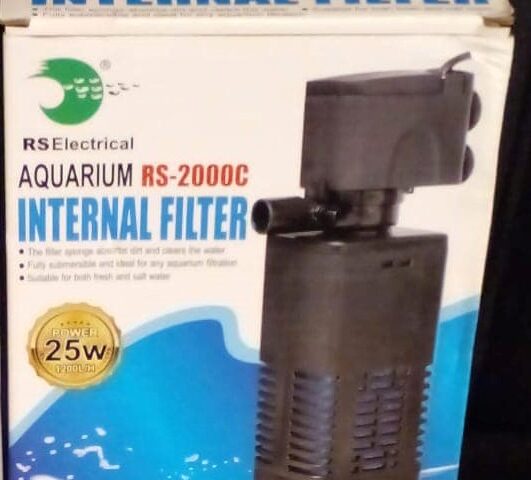 INTERNAL FILTER
®
RSElectrical
AQUARIUM RS-2000C
INTERNAL FILTER
• The filter sponge absorbs dirt and clears the water
• Fully submersible and ideal for any aquarium filtration
• Suitable for both fresh and salt water
POWER
25W
1200L/H